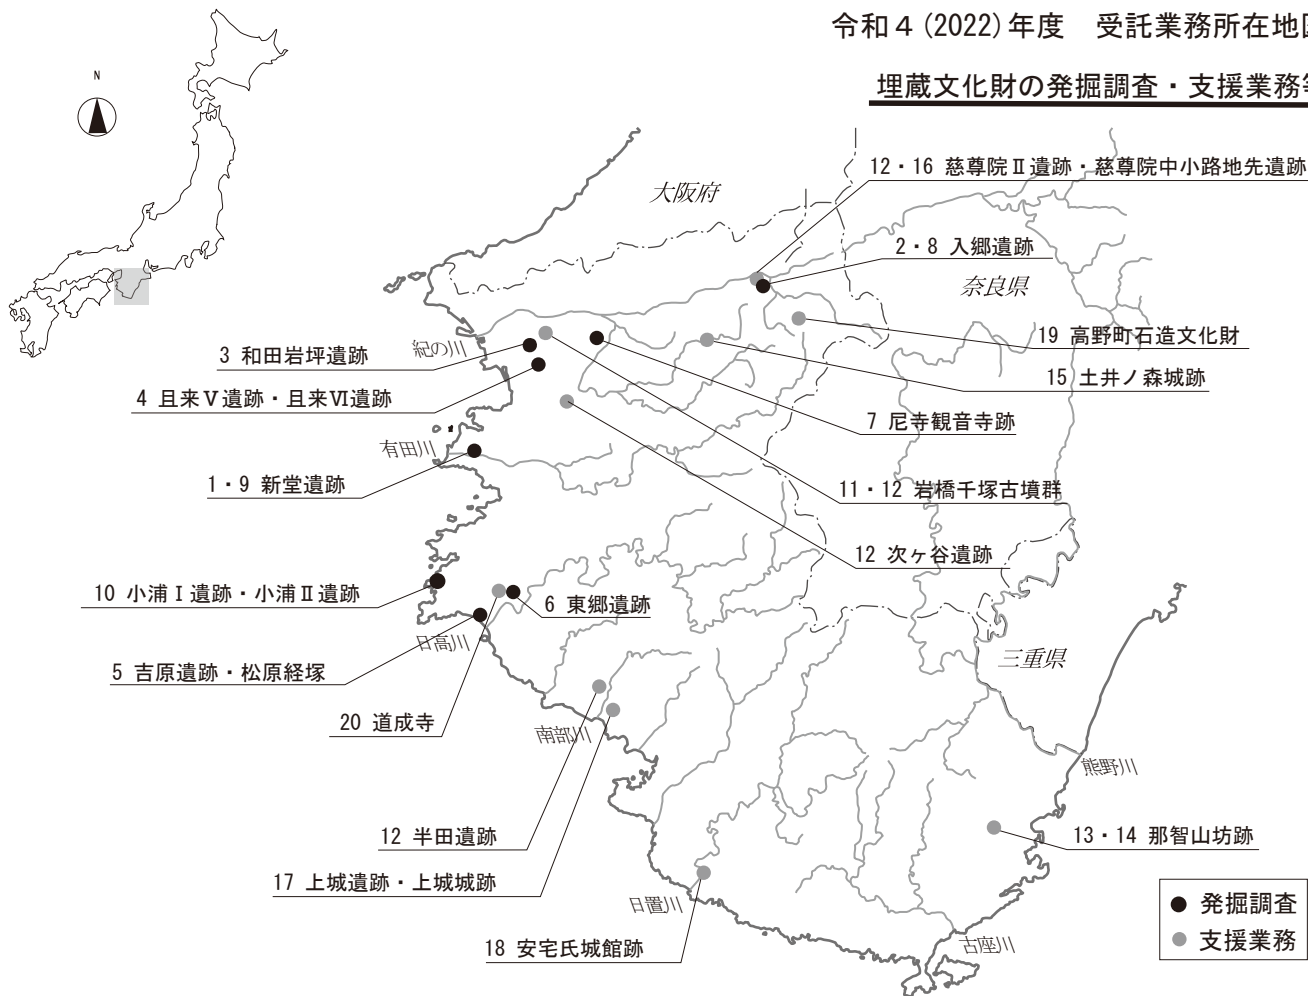 令和4(2022)年度 受託業務所在地図
埋蔵文化財の発掘調査・支援業務等
N
大阪府
12・16 慈尊院Ⅱ遺跡・慈尊院中小路地先遺跡
2・8 入郷遺跡
奈良県
19 高野町石造文化財
紀の川
3 和田岩坪遺跡
15 土井ノ森城跡
4 且来Ⅴ遺跡・且来Ⅵ遺跡
7 尼寺観音寺跡
有田川
1・9 新堂遺跡
11・12 岩橋千塚古墳群
12 次ヶ谷遺跡
10 小浦Ⅰ遺跡・小浦Ⅱ遺跡
6 東郷遺跡
日高川
三重県
5 吉原遺跡・松原経塚
20 道成寺
南部川
熊野川
12 半田遺跡
13・14 那智山坊跡
17 上城遺跡・上城城跡
日置川
発掘調査
支援業務
18 安宅氏城館跡
古座川